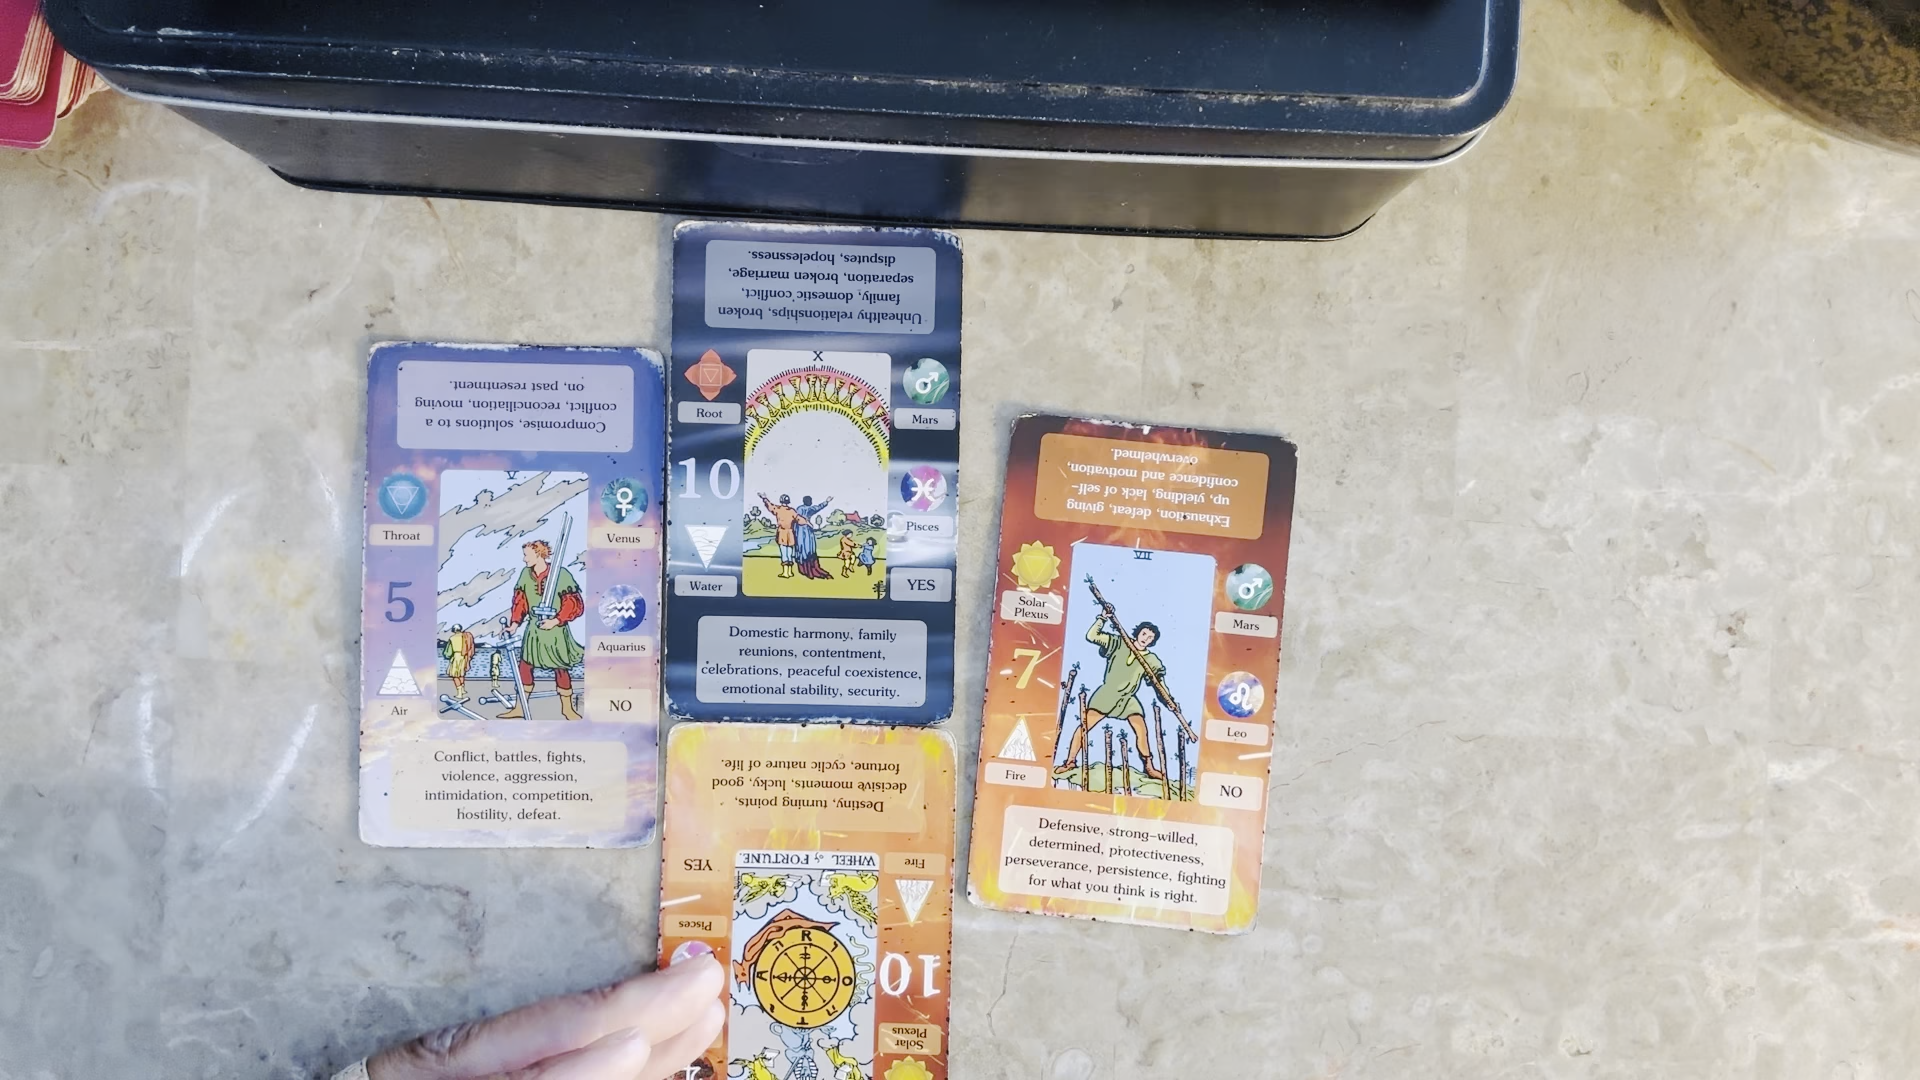 Unhealthy relationships, broken
family, domestic conflict,
separation, broken marriage,
disputes, hopelessness.
X
Root
Mars
10
Pisces
Water
YES
Domestic harmony, family
reunions, contentment,
celebrations, peaceful coexistence,
emotional stability, security.
Compromise, solutions to a
conflict, reconciliation, moving
on, past resentment.
V
Throat
Venus
5
Aquarius
Air
NO
Conflict, battles, fights,
violence, aggression,
intimidation, competition,
hostility, defeat.
Exhaustion, defeat, giving
up, yielding, lack of self-
confidence and motivation,
overwhelmed.
VII
Solar
Plexus
Mars
7
Leo
Fire
NO
Defensive, strong-willed,
determined, protectiveness,
perseverance, persistence, fighting
for what you think is right.
Destiny, turning points,
decisive moments, lucky, good
fortune, cyclic nature of life.
WHEEL of FORTUNE.
YES
Fire
Pisces
10
Solar
Plexus
T
A
R
O